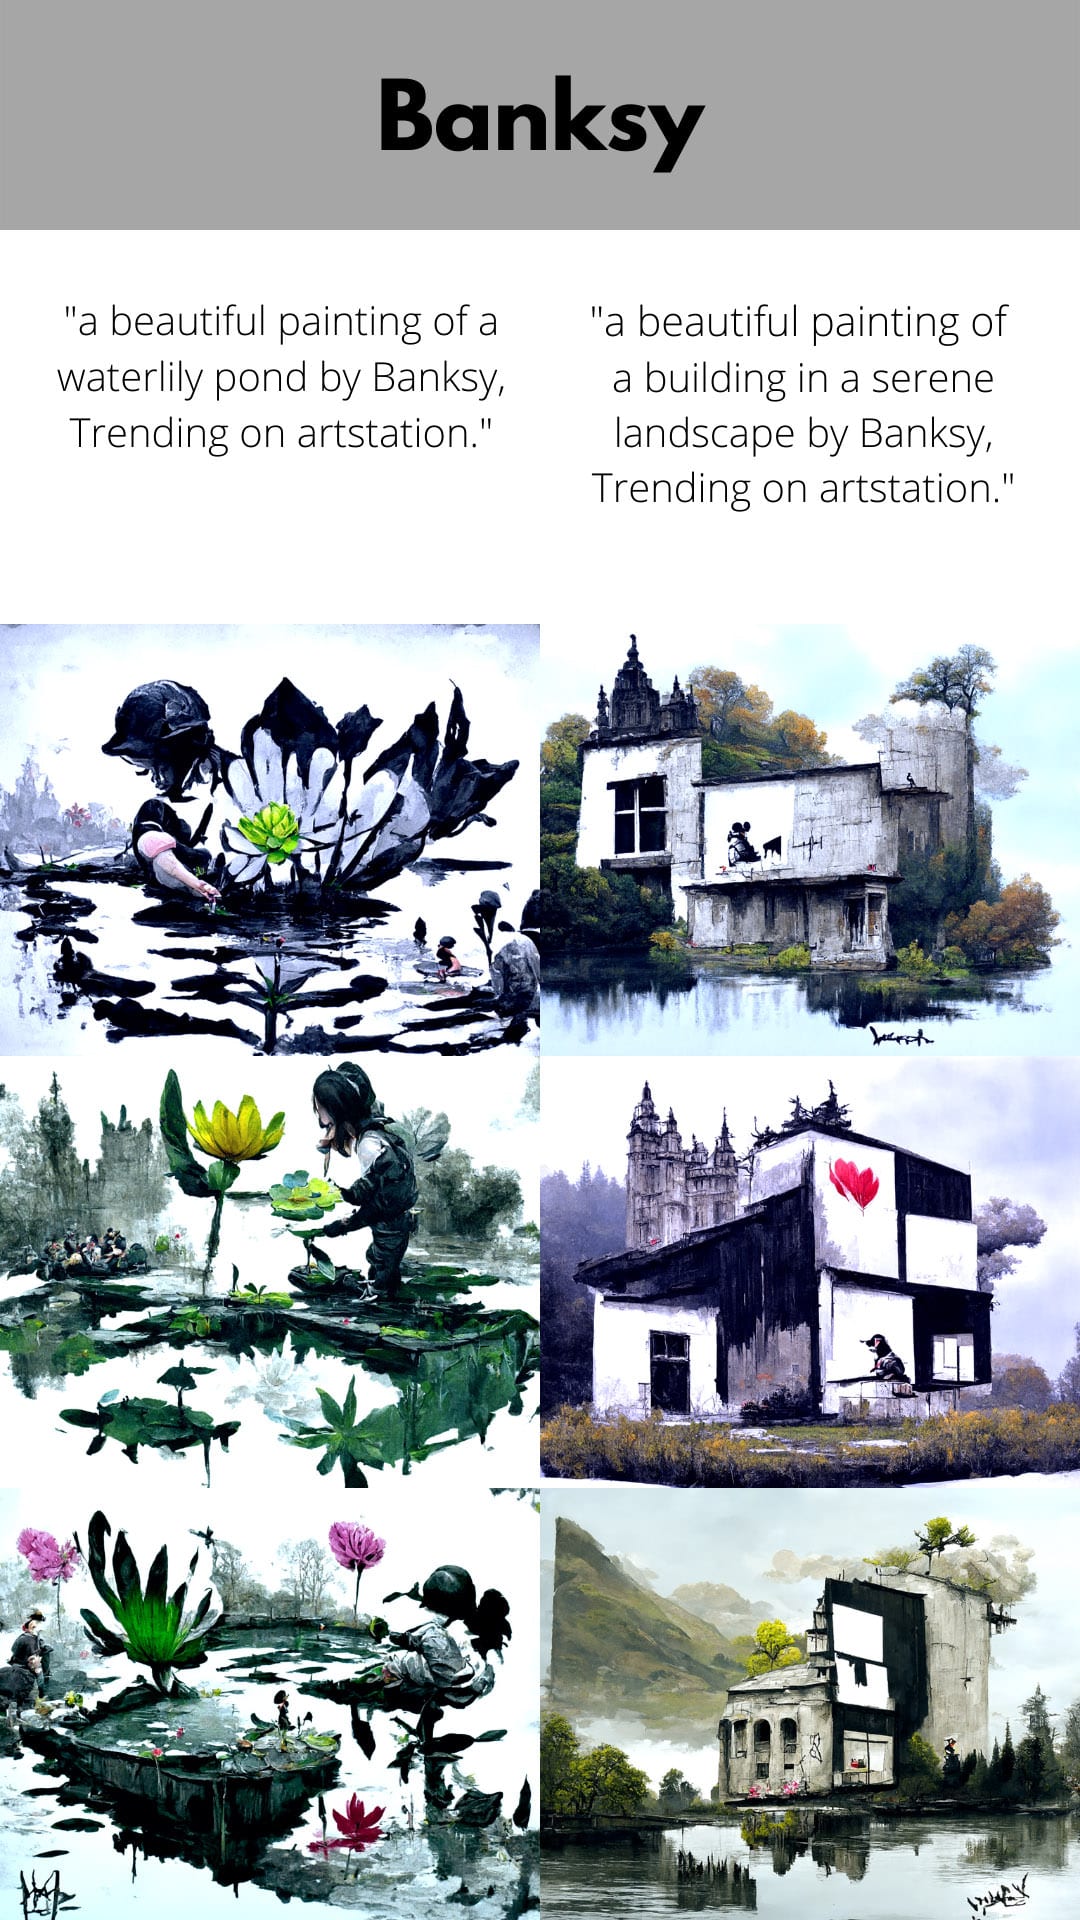 Banksy
"a beautiful painting of a
waterlily pond by Banksy,
Trending on artstation."
"a beautiful painting of
a building in a serene
landscape by Banksy,
Trending on artstation."